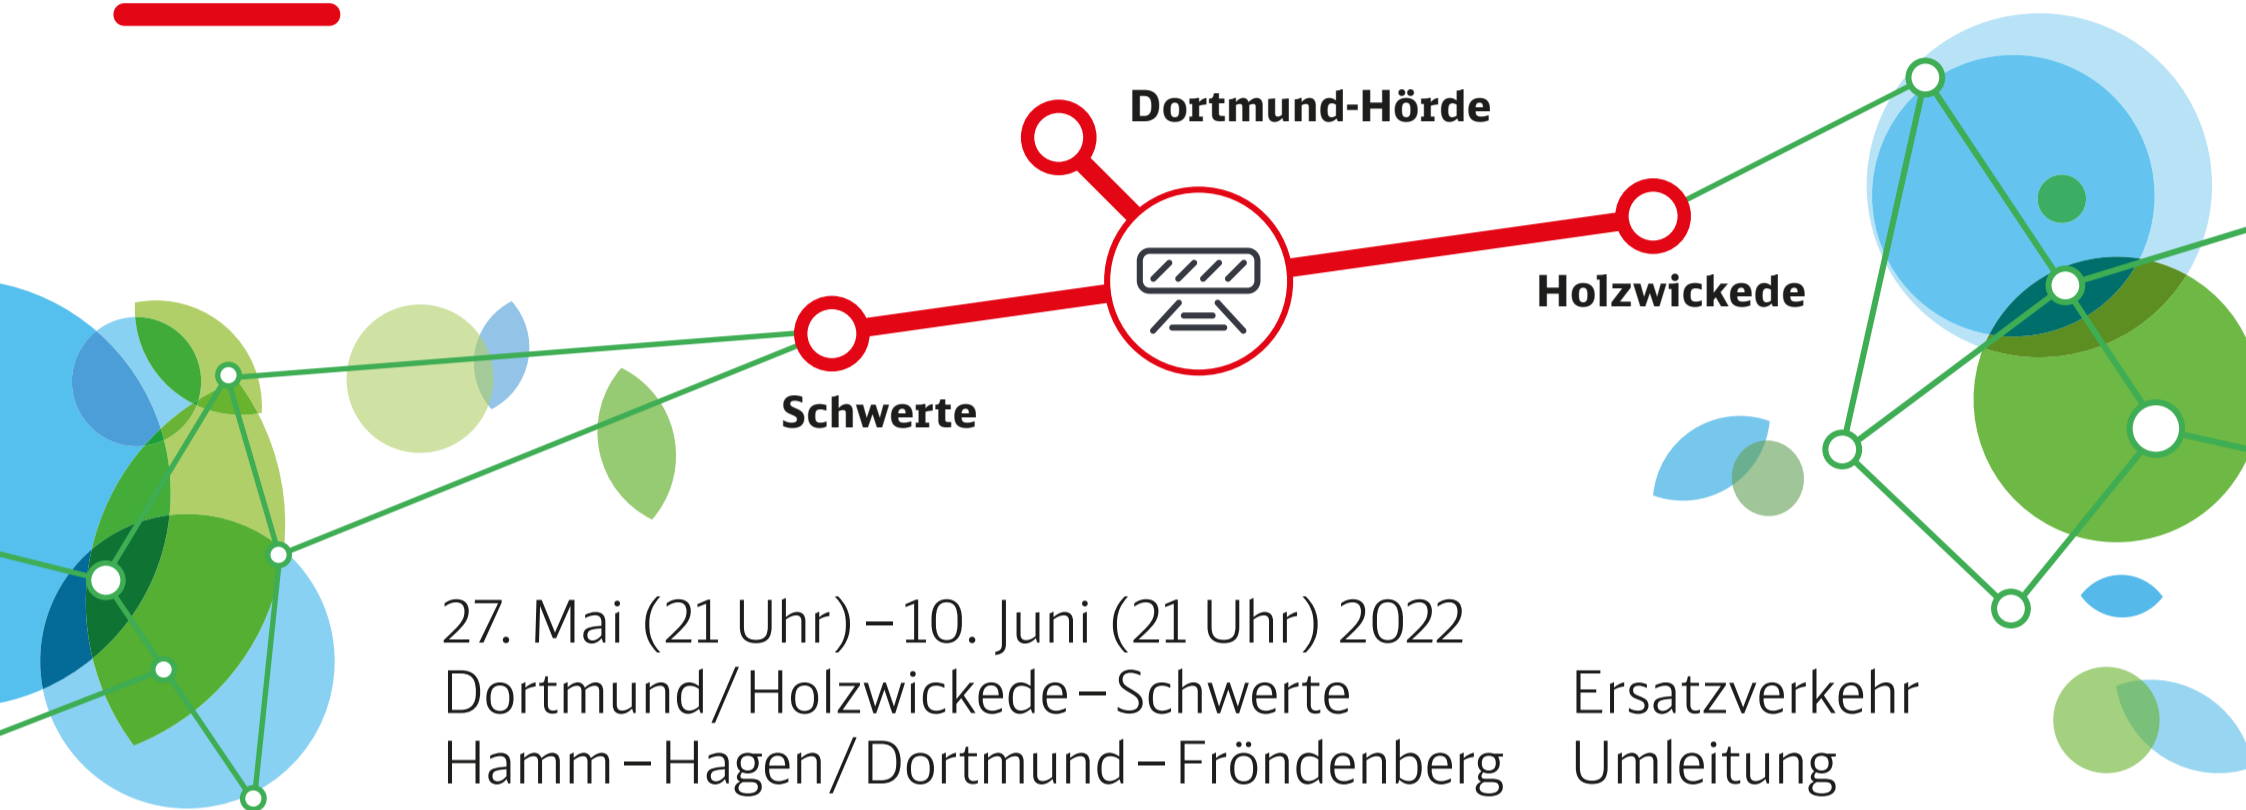 Dortmund-Hörde
Holzwickede
Schwerte
27. Mai (21 Uhr) – 10. Juni (21 Uhr) 2022
Dortmund/Holzwickede – Schwerte Ersatzverkehr
Hamm – Hagen/Dortmund – Fröndenberg Umleitung